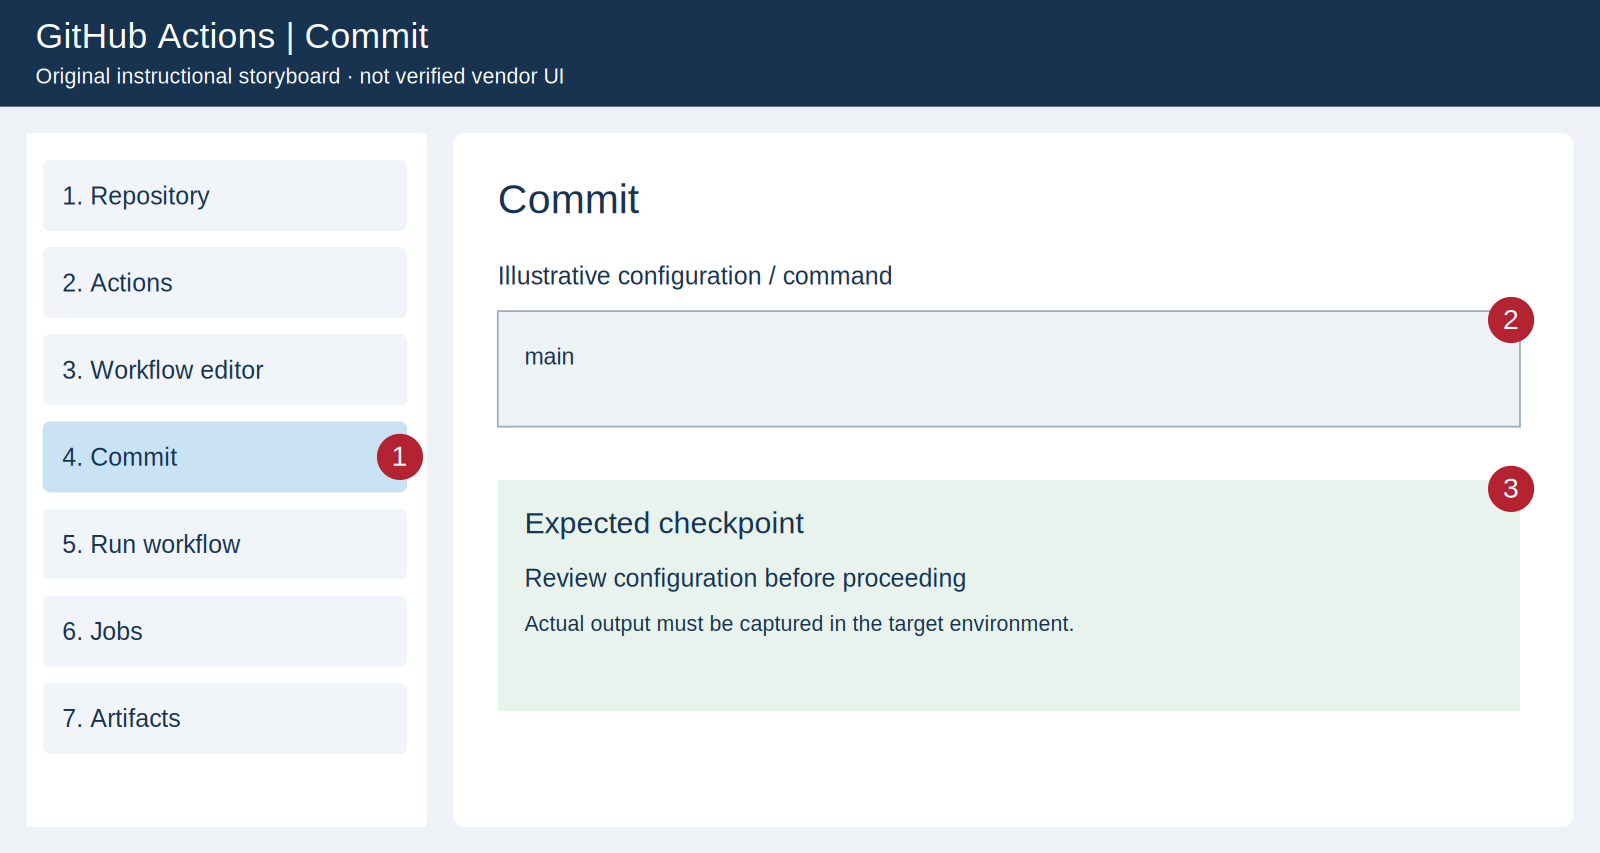 GitHub Actions | Commit
Original instructional storyboard · not verified vendor UI
1. Repository
2. Actions
3. Workflow editor
4. Commit
1
5. Run workflow
6. Jobs
7. Artifacts
Commit
Illustrative configuration / command
2
main
3
Expected checkpoint
Review configuration before proceeding
Actual output must be captured in the target environment.